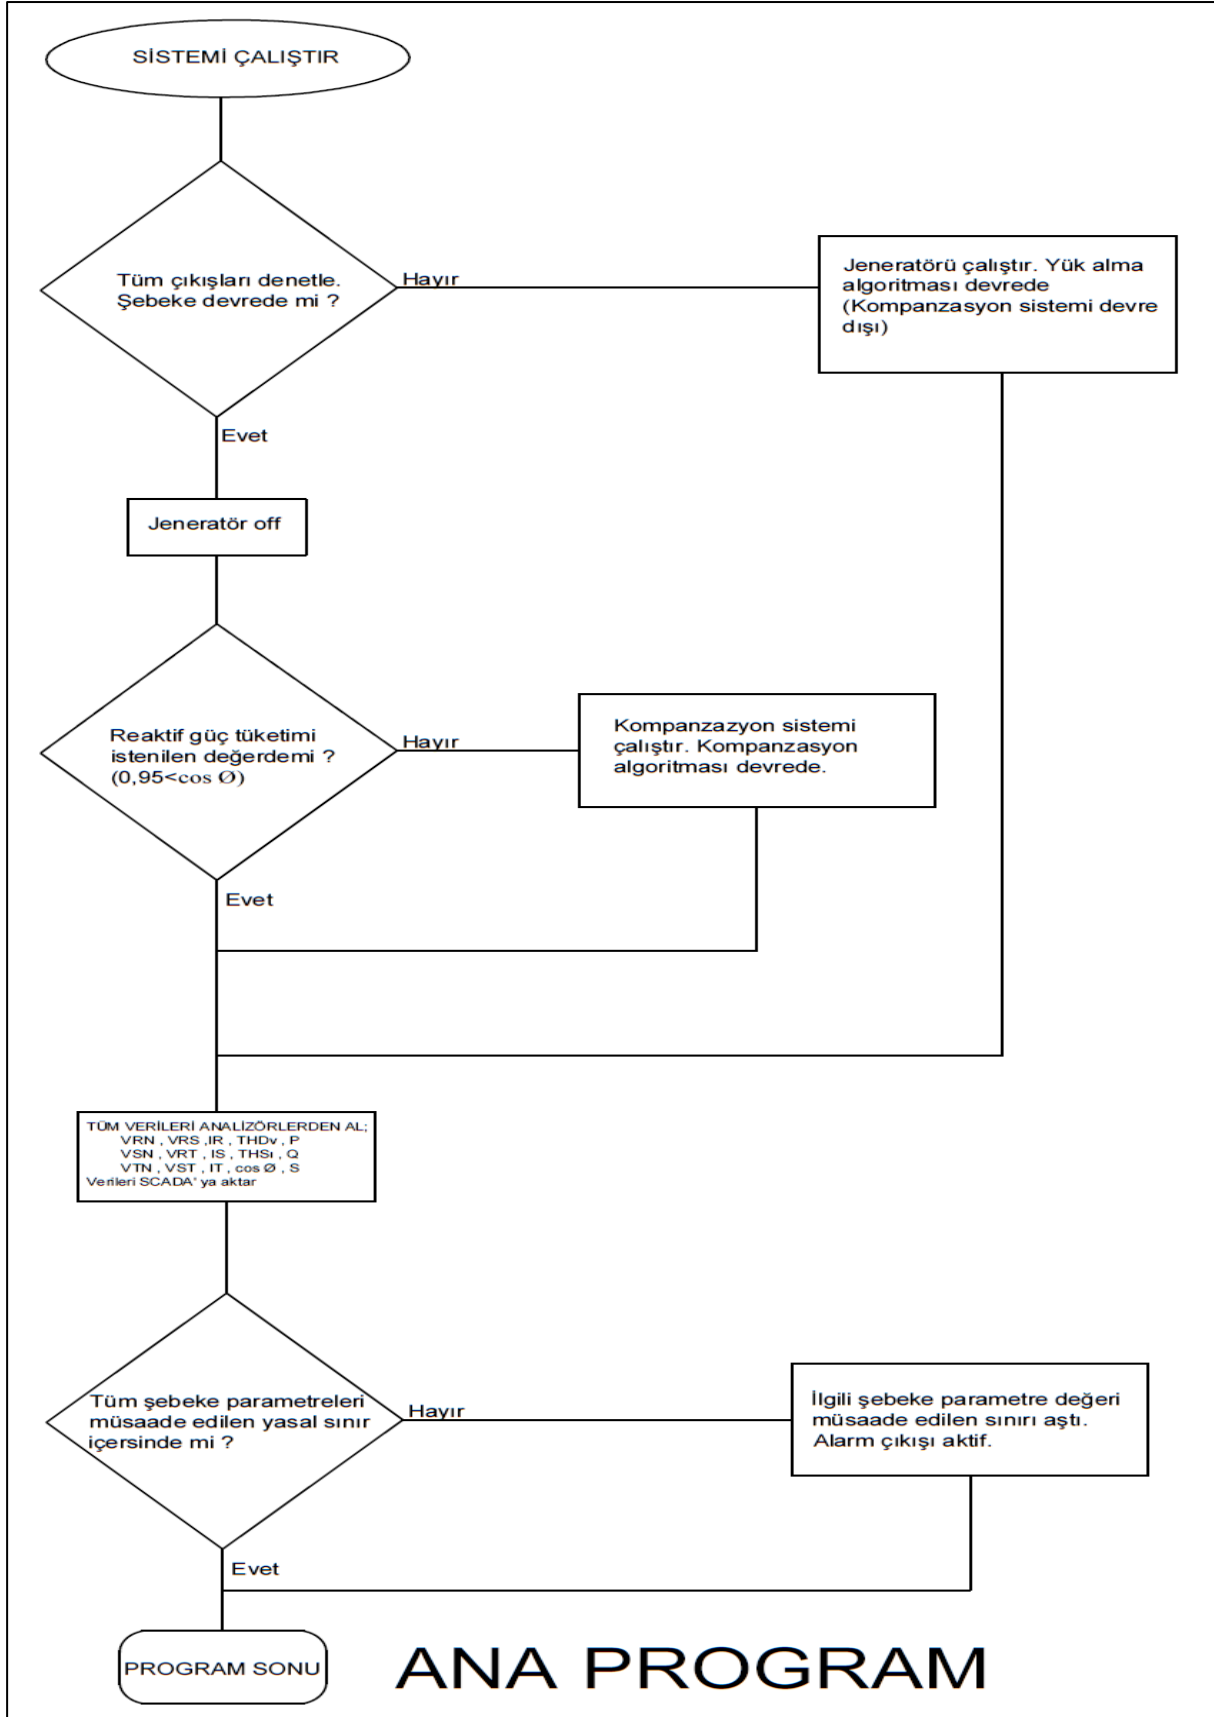 SİSTEMİ ÇALIŞTIR
Tüm çıkışları denetle.
Şebeke devrede mi ?
Hayır
Jeneratörü çalıştır. Yük alma
algoritması devrede
(Kompanzasyon sistemi devre
dışı)
Evet
Jeneratör off
Reaktif güç tüketimi
istenilen değerdemi ?
(0,95<cos Ø)
Hayır
Kompanzazyon sistemi
çalıştır. Kompanzasyon
algoritması devrede.
Evet
TÜM VERİLERİ ANALİZÖRLERDEN AL;
VRN , VRS ,IR , THDv , P
VSN , VRT , IS , THSı , Q
VTN , VST , IT , cos Ø , S
Verileri SCADA' ya aktar
Tüm şebeke parametreleri
müsaade edilen yasal sınır
içersinde mi ?
Hayır
İlgili şebeke parametre değeri
müsaade edilen sınırı aştı.
Alarm çıkışı aktif.
Evet
PROGRAM SONU
ANA PROGRAM